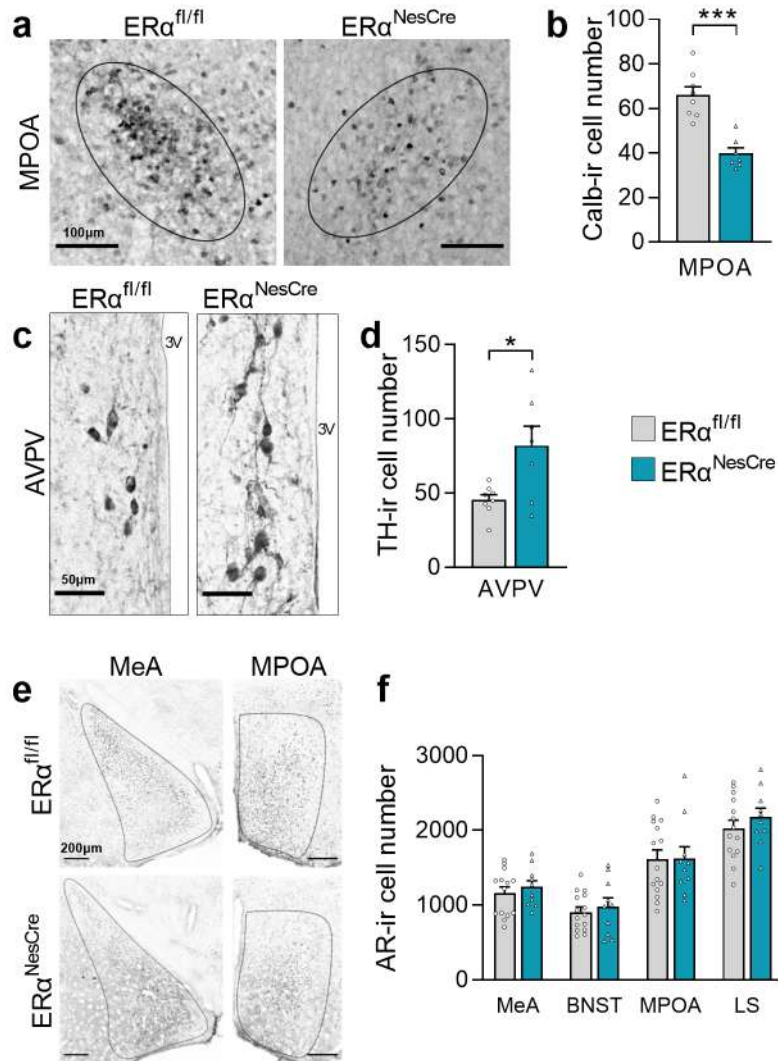 a
ERα^fl/fl
ERα^NesCre
MPOA
100µm
b
***
Calb-ir cell number
100
80
60
40
20
0
MPOA
c
ERα^fl/fl
ERα^NesCre
AVPV
3V
3V
50µm
d
*
TH-ir cell number
150
100
50
0
AVPV
ERα^fl/fl
ERα^NesCre
e
MeA
MPOA
ERα^fl/fl
200µm
ERα^NesCre
f
AR-ir cell number
3000
2000
1000
0
MeA BNST MPOA LS